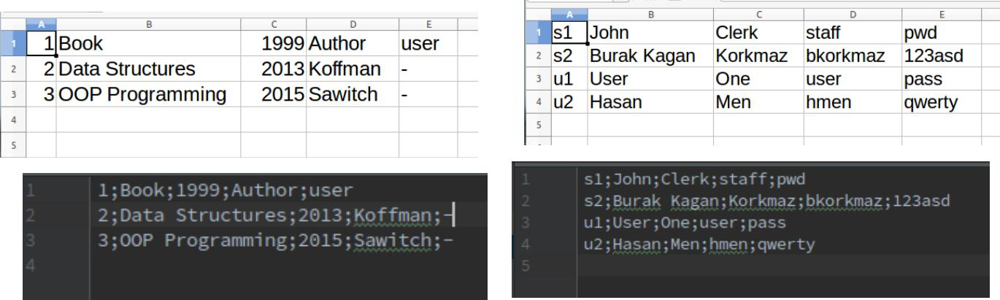 A B C D E
1 1 Book 1999 Author user
2 2 Data Structures 2013 Koffman -
3 3 OOP Programming 2015 Sawitch -
4
5
A B C D E
1 s1 John Clerk staff pwd
2 s2 Burak Kagan Korkmaz bkorkmaz 123asd
3 u1 User One user pass
4 u2 Hasan Men hmen qwerty
5
1 1;Book;1999;Author;user
2 2;Data Structures;2013;Koffman;-
3 3;OOP Programming;2015;Sawitch;-
4
1 s1;John;Clerk;staff;pwd
2 s2;Burak Kagan;Korkmaz;bkorkmaz;123asd
3 u1;User;One;user;pass
4 u2;Hasan;Men;hmen;qwerty
5